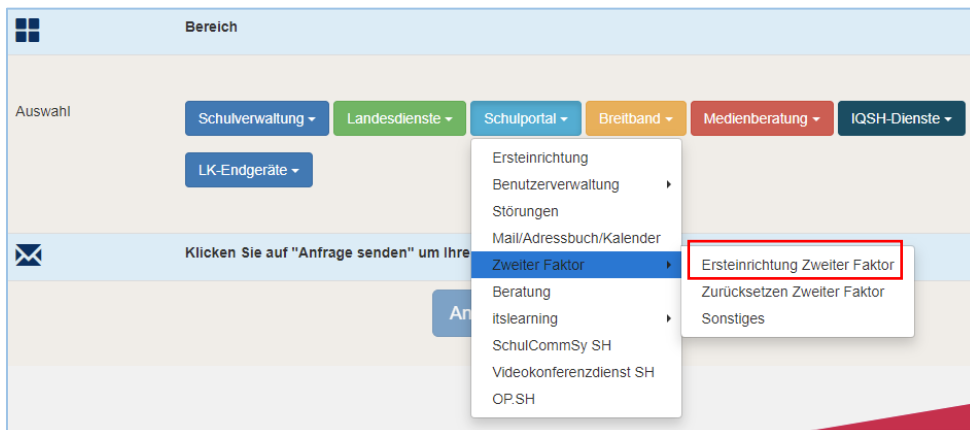 Bereich
Auswahl
Schulverwaltung
Landesdienste
Schulportal
Breitband
Medienberatung
IQSH-Dienste
LK-Endgeräte
Ersteinrichtung
Benutzerverwaltung
Störungen
Mail/Adressbuch/Kalender
Klicken Sie auf "Anfrage senden" um Ihre
Zweiter Faktor
Ersteinrichtung Zweiter Faktor
Beratung
Zurücksetzen Zweiter Faktor
An
itslearning
Sonstiges
SchulCommSy SH
Videokonferenzdienst SH
OP.SH